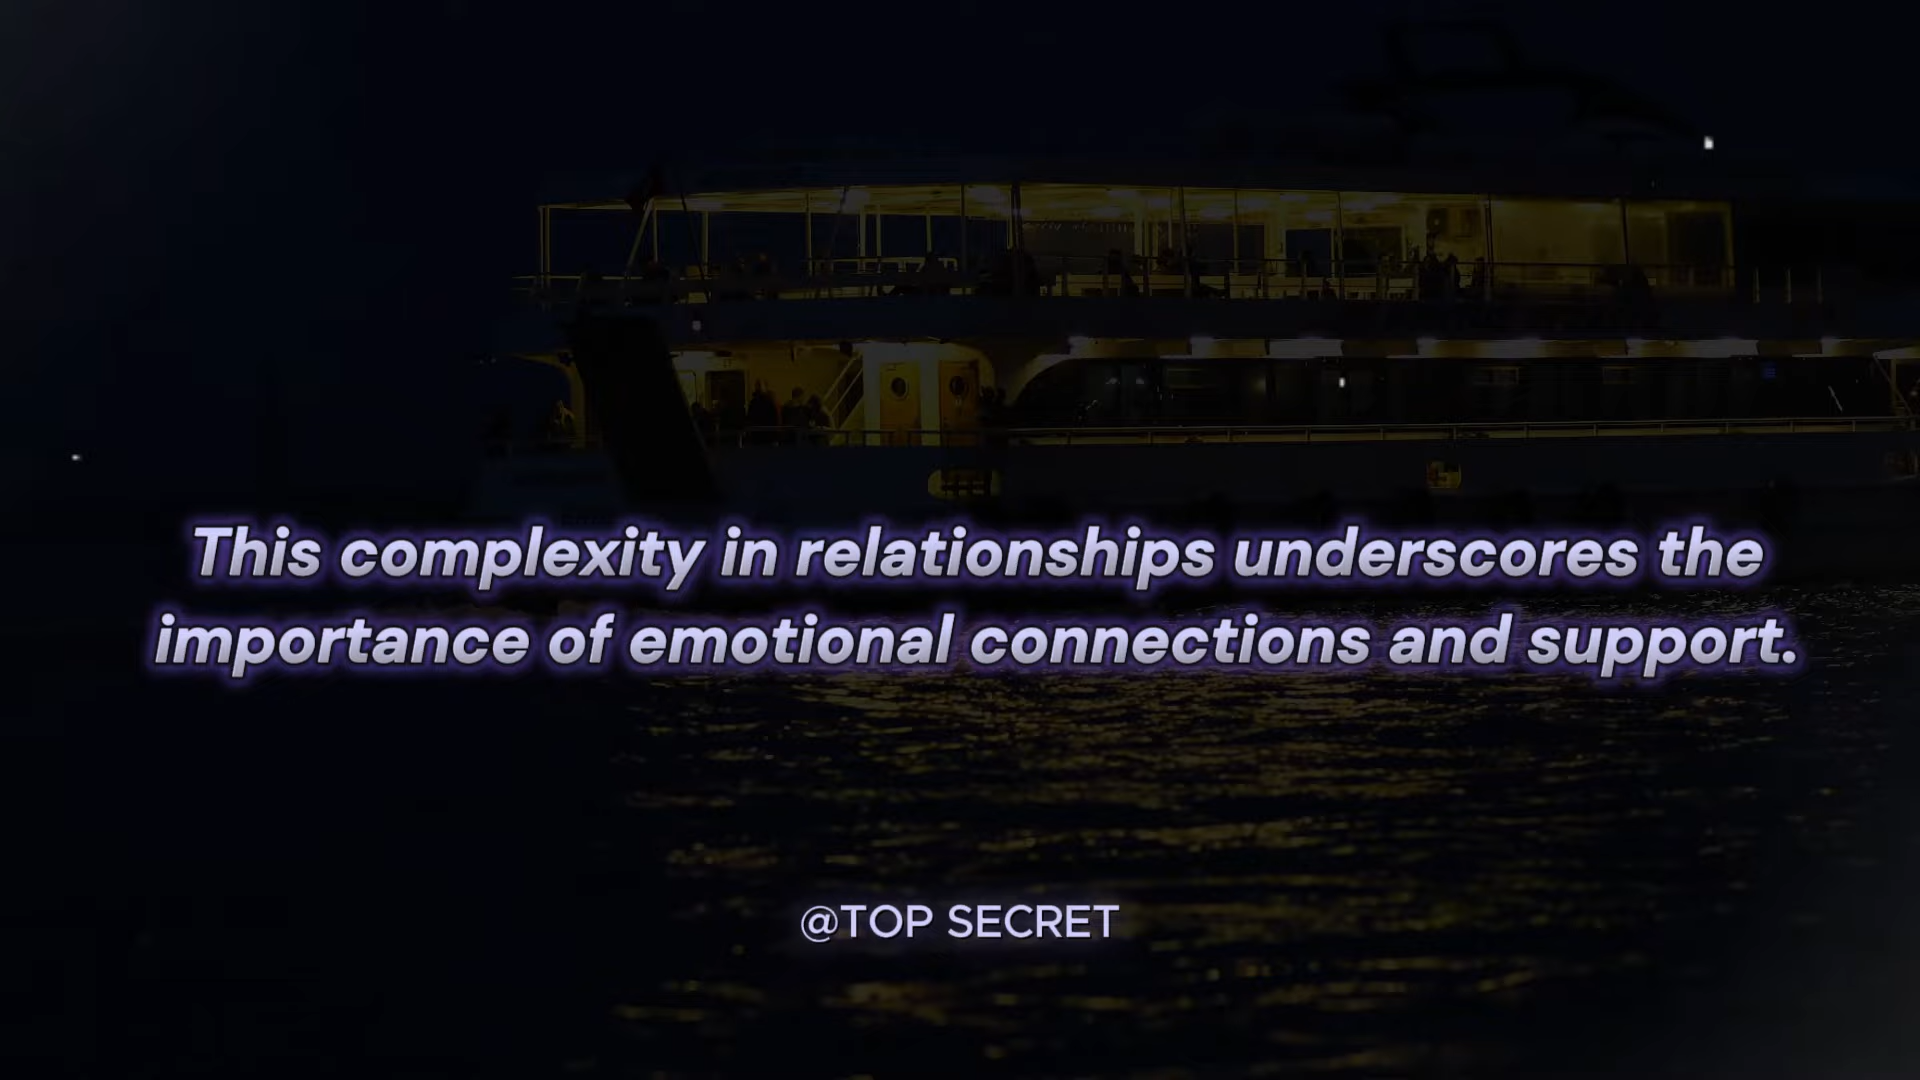 This complexity in relationships underscores the
importance of emotional connections and support.
@TOP SECRET